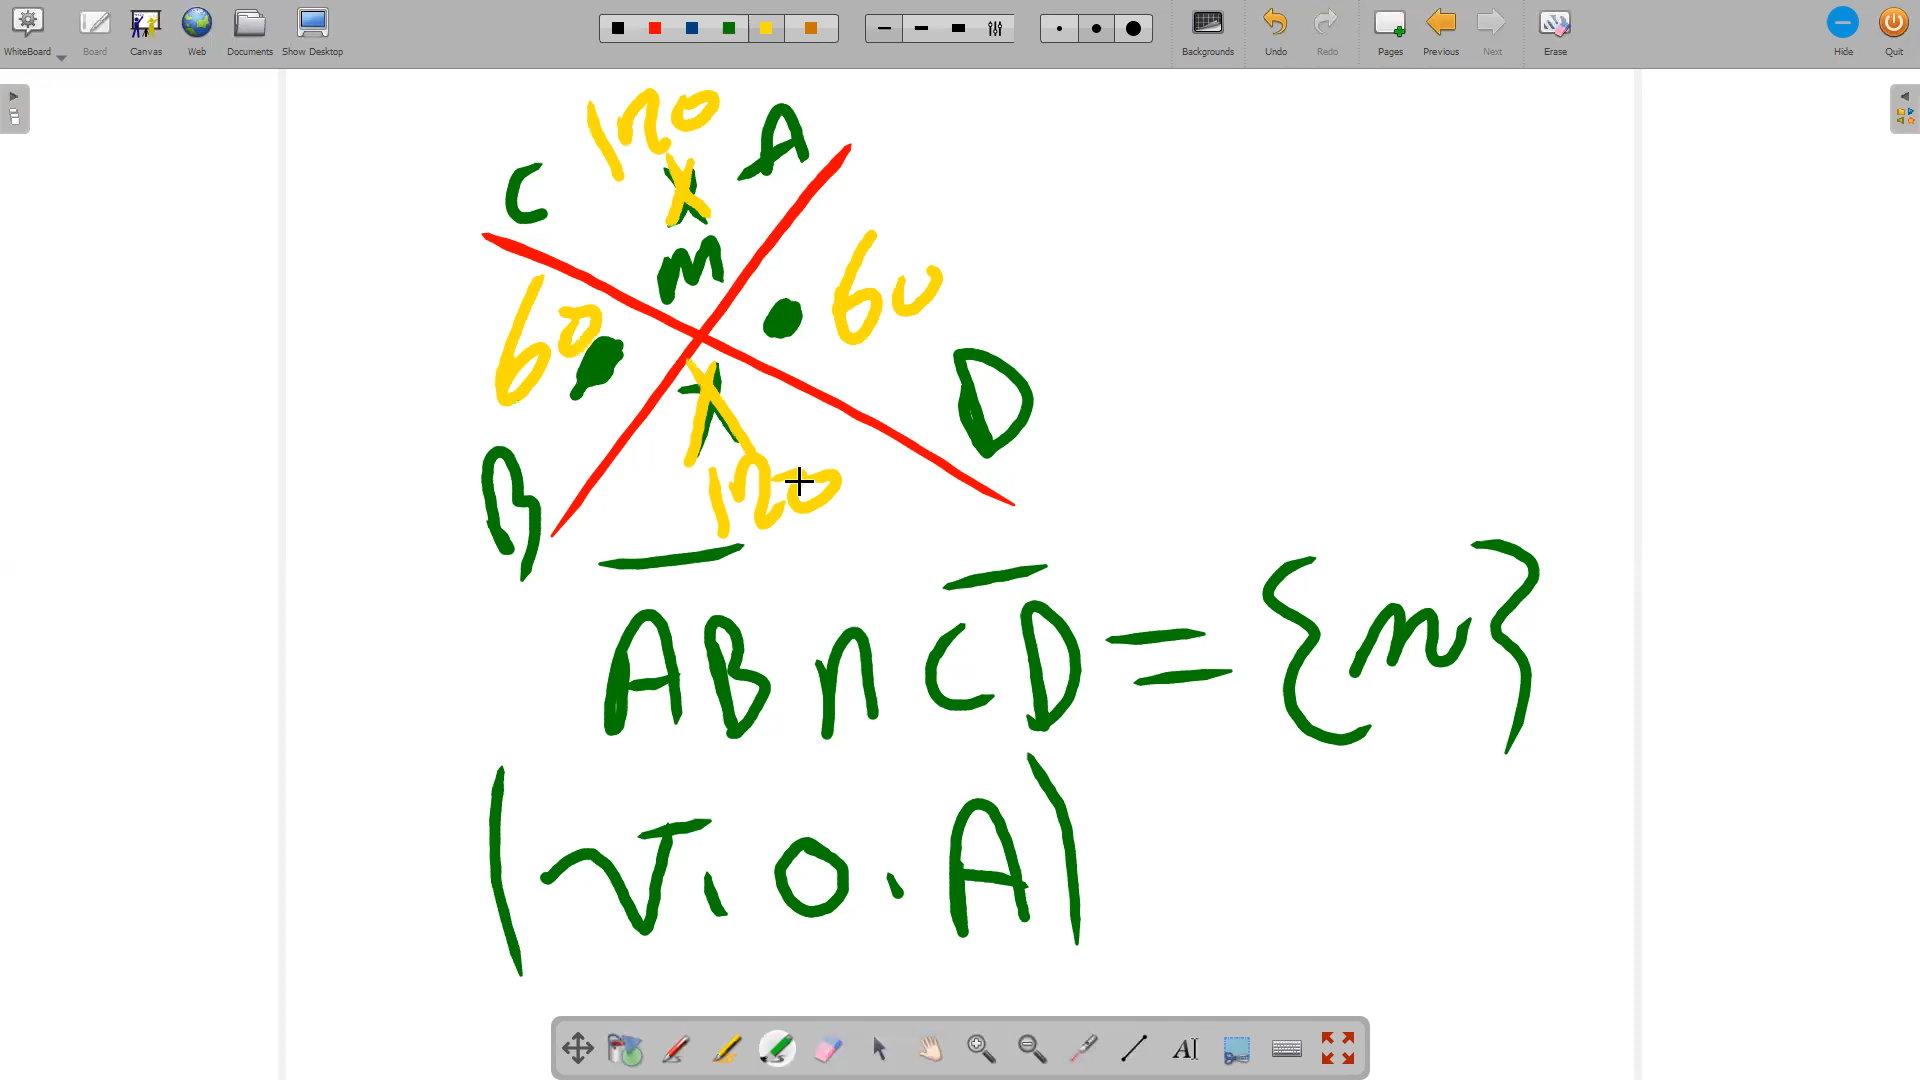 WhiteBoard Board Canvas Web Documents Show Desktop Backgrounds Undo Redo Pages Previous Next Erase Hide Quit
120
A
C
x
M
60
60
D
x
B
120
AB ∩ CD = {m}
(V.O.A)
AI